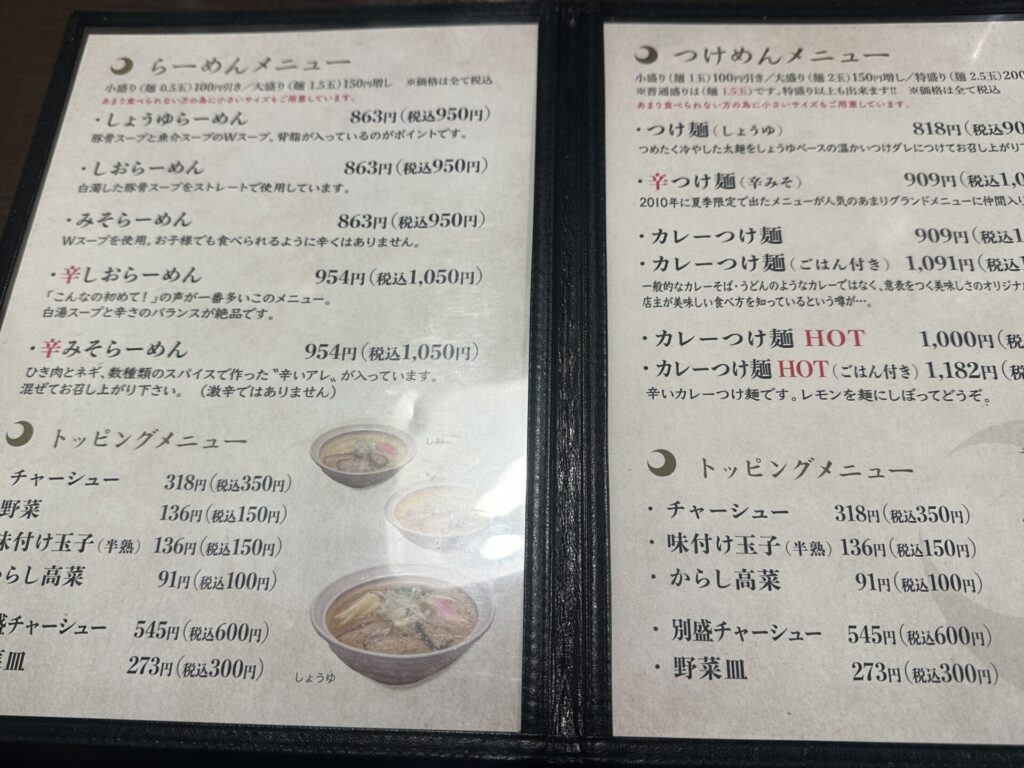 らーめんメニュー
小盛り(麺 0.5玉)100円引き/大盛り(麺 1.5玉)150円増し ※価格は全て税込
あまり食べられない方の為に小さいサイズもご用意しています。
・しょうゆらーめん 863円(税込950円)
豚骨スープと魚介スープのWスープ。背脂が入っているのがポイントです。
・しおらーめん 863円(税込950円)
白濁した豚骨スープをストレートで使用しています。
・みそらーめん 863円(税込950円)
Wスープを使用。お子様でも食べられるように辛くはありません。
・辛しおらーめん 954円(税込1,050円)
「こんなの初めて!」の声が一番多いこのメニュー。
白湯スープと辛さのバランスが絶品です。
・辛みそらーめん 954円(税込1,050円)
ひき肉とネギ、数種類のスパイスで作った〝辛いアレ〟が入っています。
混ぜてお召し上がり下さい。(激辛ではありません)
トッピングメニュー
チャーシュー 318円(税込350円)
野菜 136円(税込150円)
味付け玉子(半熟) 136円(税込150円)
からし高菜 91円(税込100円)
盛チャーシュー 545円(税込600円)
菜皿 273円(税込300円)
しお
しょうゆ
つけめんメニュー
小盛り(麺 1玉)100円引き/大盛り(麺 2玉)150円増し/特盛り(麺 2.5玉)200
※普通盛りは(麺 1.5玉)です。特盛り以上も出来ます!! ※価格は全て税込
あまり食べられない方の為に小さいサイズもご用意しています。
・つけ麺(しょうゆ) 818円(税込90
つめたく冷やした太麺をしょうゆベースの温かいつけダレにつけてお召し上がり下
・辛つけ麺(辛みそ) 909円(税込1,0
2010年に夏季限定で出たメニューが人気のあまりグランドメニューに仲間入り
・カレーつけ麺 909円(税込1
・カレーつけ麺(ごはん付き) 1,091円(税込1
一般的なカレーそば・うどんのようなカレーではなく、意表をつく美味しさのオリジナ
店主が美味しい食べ方を知っているという噂が…。
・カレーつけ麺 HOT 1,000円(税
・カレーつけ麺 HOT(ごはん付き) 1,182円(税
辛いカレーつけ麺です。レモンを麺にしぼってどうぞ。
トッピングメニュー
・チャーシュー 318円(税込350円)
・味付け玉子(半熟) 136円(税込150円)
・からし高菜 91円(税込100円)
・別盛チャーシュー 545円(税込600円)
・野菜皿 273円(税込300円)